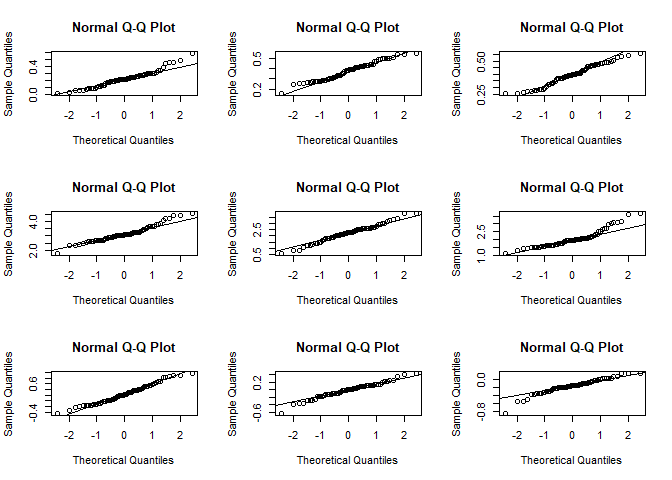 Normal Q-Q Plot Normal Q-Q Plot Normal Q-Q Plot
Sample Quantiles 0.0 0.4 Sample Quantiles 0.2 0.5 Sample Quantiles 0.25 0.50
-2 -1 0 1 2 -2 -1 0 1 2 -2 -1 0 1 2
Theoretical Quantiles Theoretical Quantiles Theoretical Quantiles
Normal Q-Q Plot Normal Q-Q Plot Normal Q-Q Plot
Sample Quantiles 2.0 4.0 Sample Quantiles 0.5 2.5 Sample Quantiles 1.0 2.5
-2 -1 0 1 2 -2 -1 0 1 2 -2 -1 0 1 2
Theoretical Quantiles Theoretical Quantiles Theoretical Quantiles
Normal Q-Q Plot Normal Q-Q Plot Normal Q-Q Plot
Sample Quantiles -0.4 0.6 Sample Quantiles -0.6 0.2 Sample Quantiles -0.8 0.0
-2 -1 0 1 2 -2 -1 0 1 2 -2 -1 0 1 2
Theoretical Quantiles Theoretical Quantiles Theoretical Quantiles